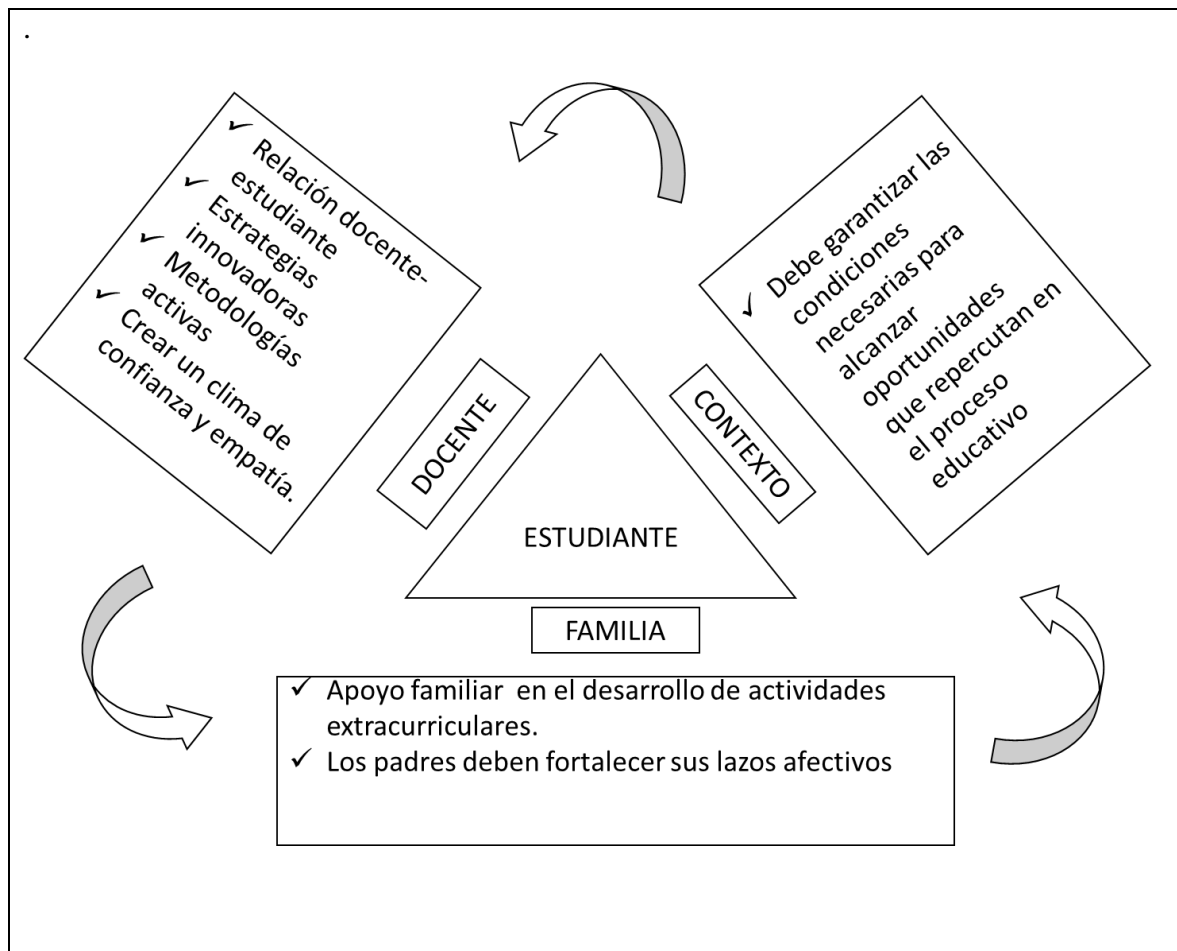 .
✓ Relación docente-
estudiante
✓ Estrategias
innovadoras
✓ Metodologías
activas
✓ Crear un clima de
confianza y empatía.
✓ Debe garantizar las
condiciones
necesarias para
alcanzar
oportunidades
que repercutan en
el proceso
educativo
DOCENTE
CONTEXTO
ESTUDIANTE
FAMILIA
✓ Apoyo familiar en el desarrollo de actividades
extracurriculares.
✓ Los padres deben fortalecer sus lazos afectivos